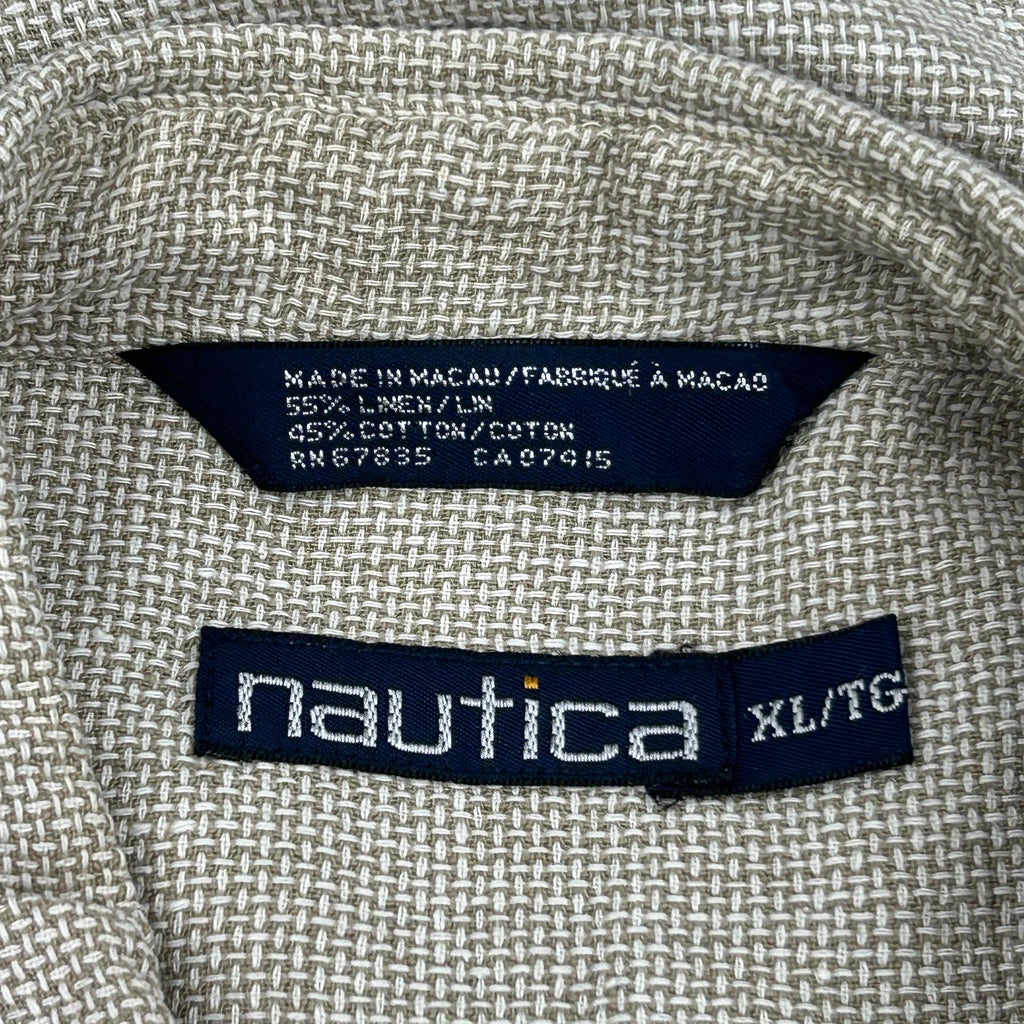 MADE IN MACAU/FABRIQUÉ À MACAO
55% LINEN/LIN
45% COTTON/COTON
RN67835 CA07415
nautica
XL/TG